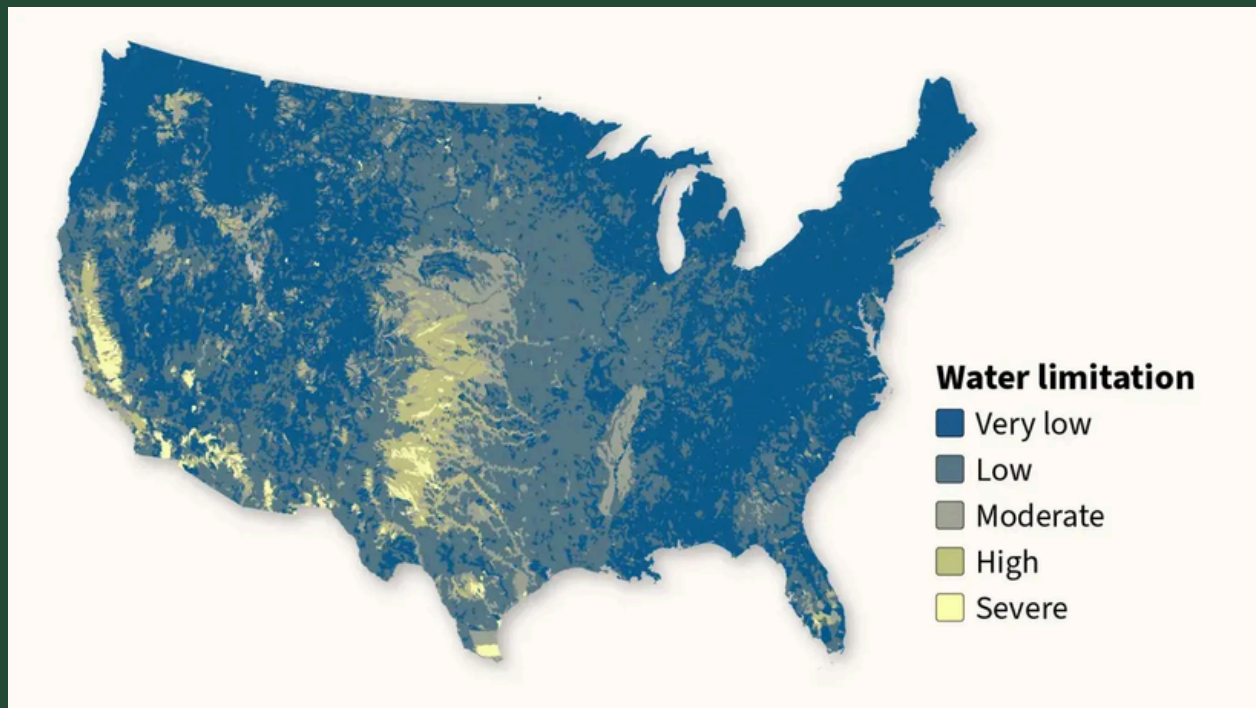 Water limitation
Very low
Low
Moderate
High
Severe